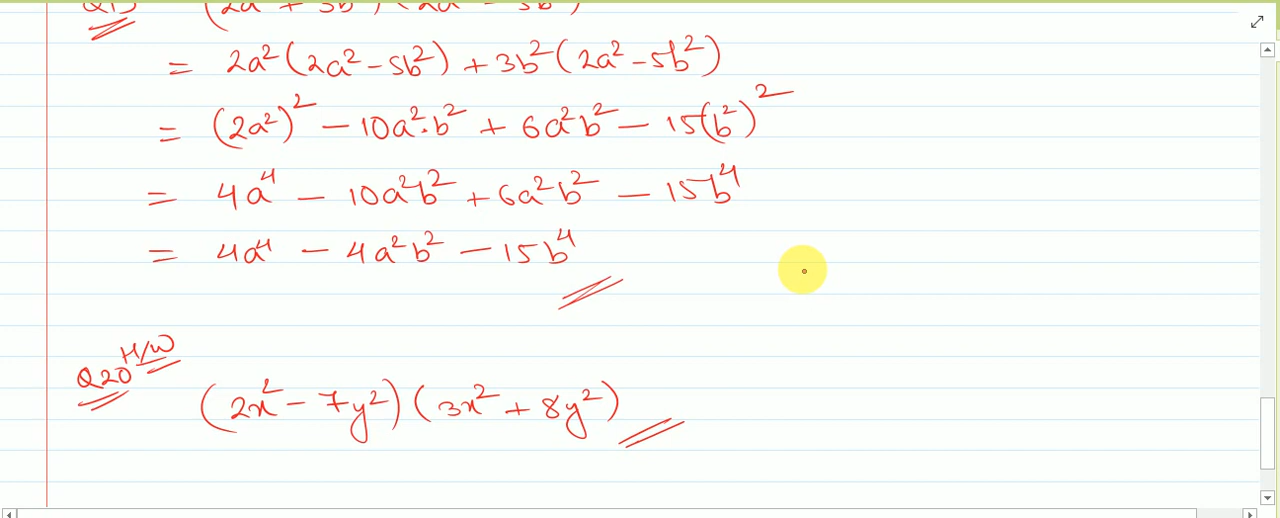 = 2a²(2a² - 5b²) + 3b²(2a² - 5b²)
= (2a²)² - 10a²·b² + 6a²b² - 15(b²)²
= 4a⁴ - 10a²b² + 6a²b² - 15b⁴
= 4a⁴ - 4a²b² - 15b⁴
H/W
Q20
(2x² - 7y²)(3x² + 8y²)